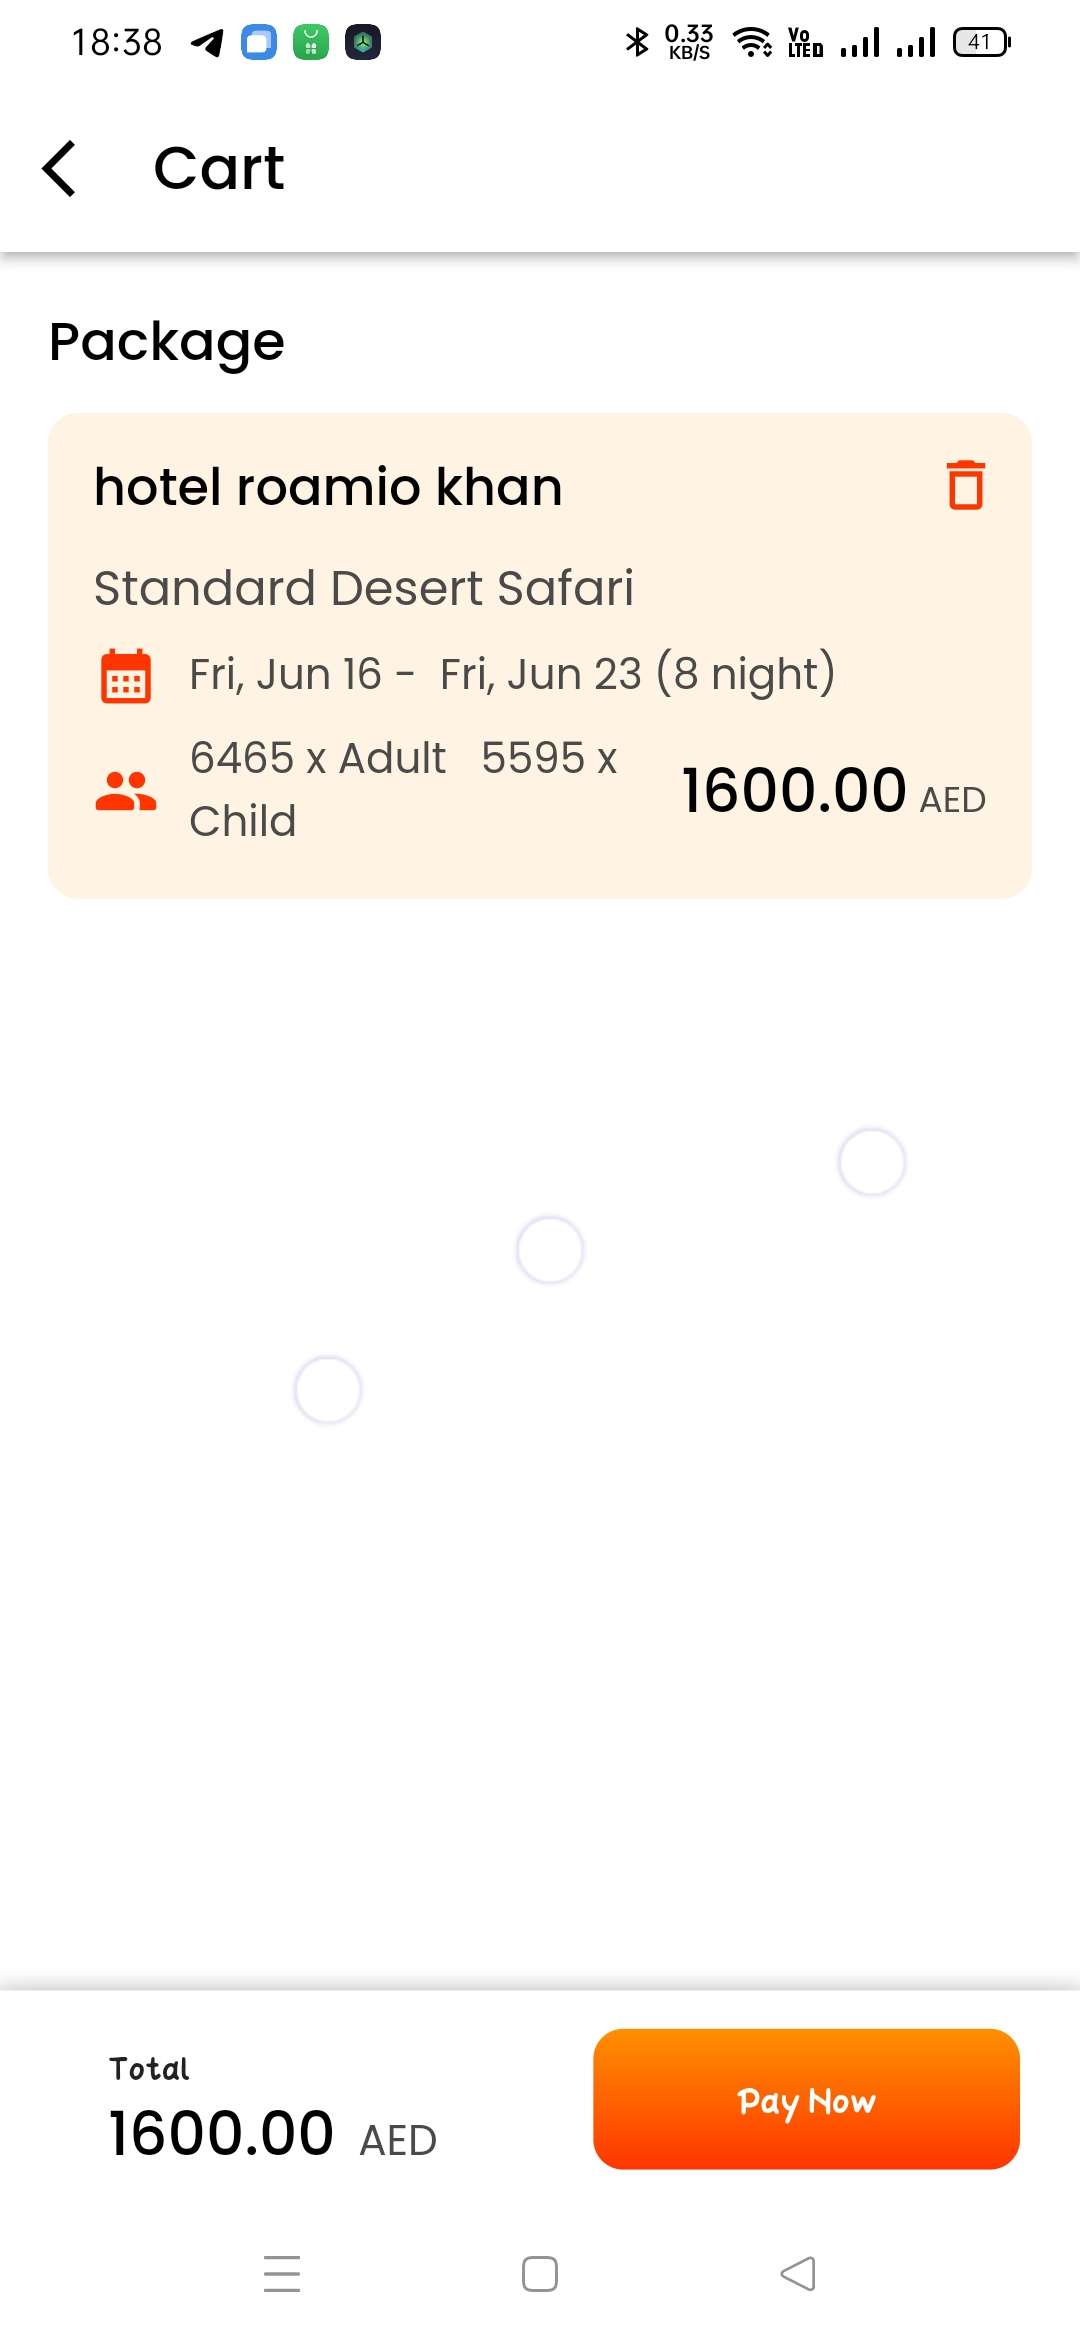 18:38 0.33 KB/S Vo LTED 41
Cart
Package
hotel roamio khan
Standard Desert Safari
Fri, Jun 16 - Fri, Jun 23 (8 night)
6465 x Adult 5595 x
Child
1600.00 AED
Total
1600.00 AED
Pay Now